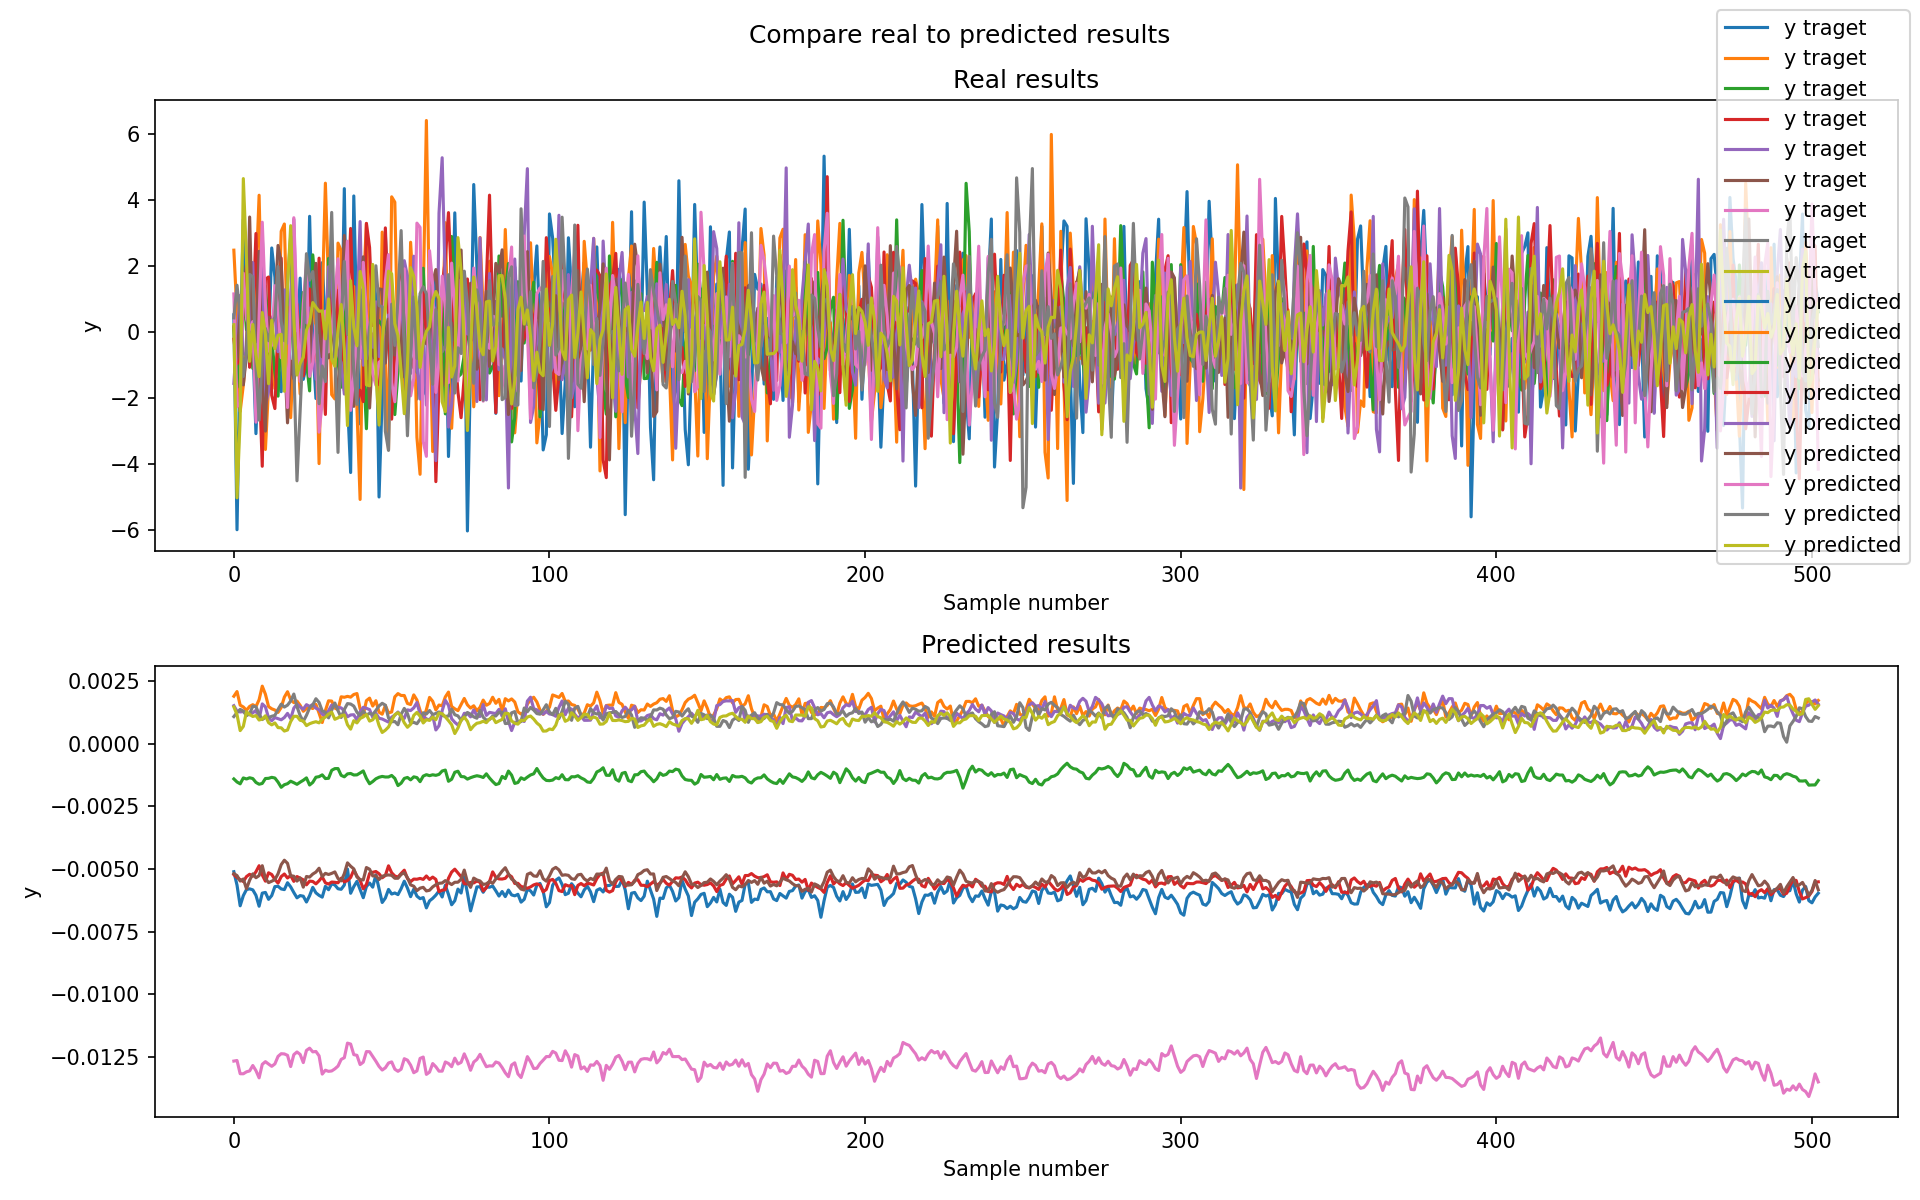 Compare real to predicted results
Real results
y traget
y traget
y traget
y traget
y traget
y traget
y traget
y traget
y traget
y predicted
y predicted
y predicted
y predicted
y predicted
y predicted
y predicted
y predicted
y predicted
6
4
2
0
−2
−4
−6
y
0
100
200
300
400
500
Sample number
Predicted results
0.0025
0.0000
−0.0025
−0.0050
−0.0075
−0.0100
−0.0125
y
0
100
200
300
400
500
Sample number